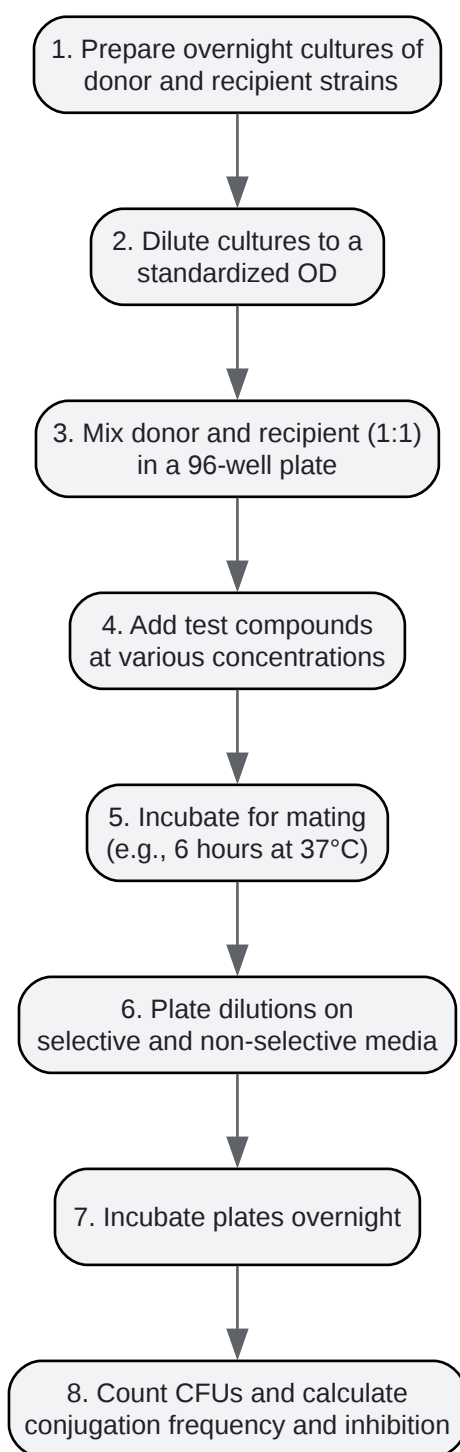 1. Prepare overnight cultures of
donor and recipient strains
2. Dilute cultures to a
standardized OD
3. Mix donor and recipient (1:1)
in a 96-well plate
4. Add test compounds
at various concentrations
5. Incubate for mating
(e.g., 6 hours at 37°C)
6. Plate dilutions on
selective and non-selective media
7. Incubate plates overnight
8. Count CFUs and calculate
conjugation frequency and inhibition